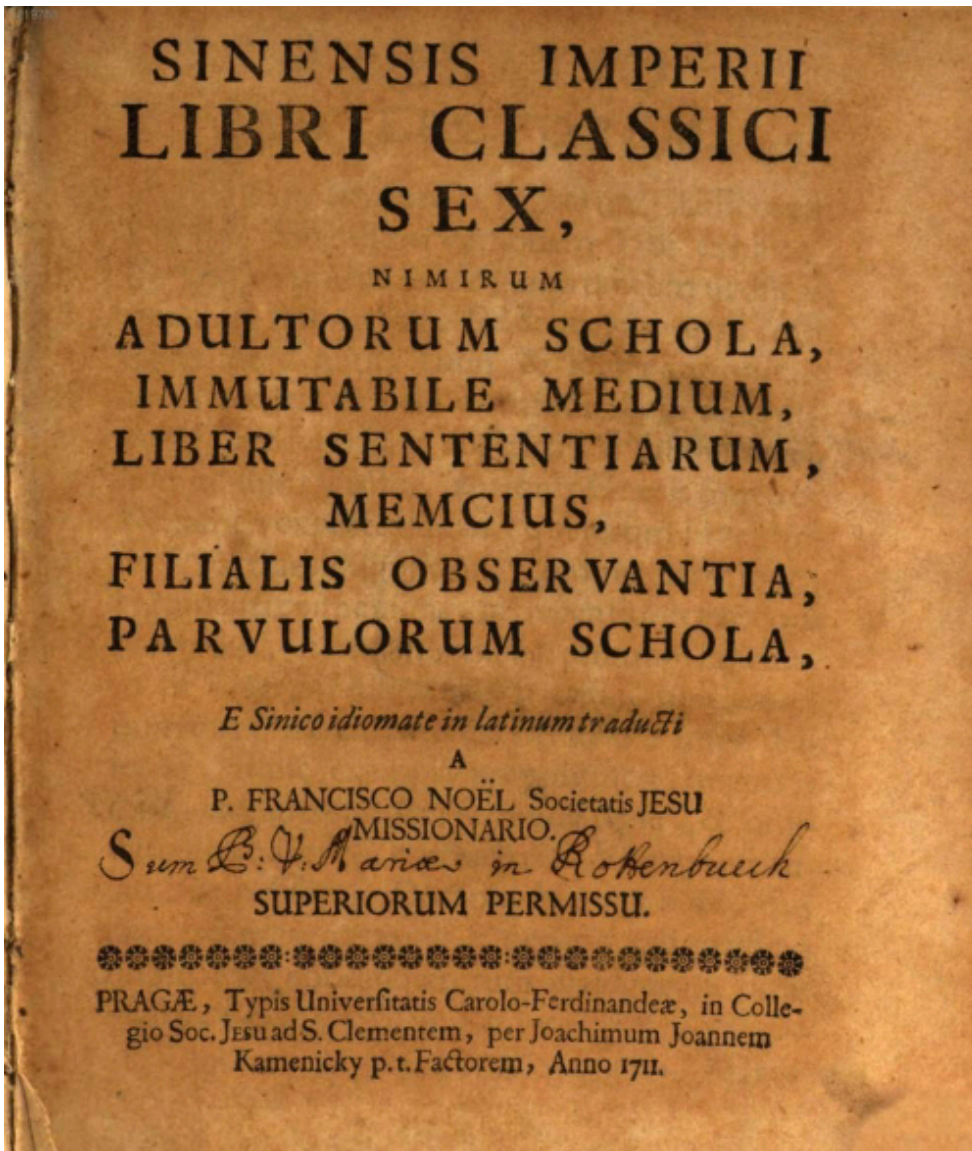 SINENSIS IMPERII
LIBRI CLASSICI
SEX,
NIMIRUM
ADULTORUM SCHOLA,
IMMUTABILE MEDIUM,
LIBER SENTENTIARUM,
MEMCIUS,
FILIALIS OBSERVANTIA,
PARVULORUM SCHOLA,
E Sinico idiomate in latinum traducti
A
P. FRANCISCO NOËL Societatis JESU
MISSIONARIO.
Sum B: V: Mariæ in Rottenbuech
SUPERIORUM PERMISSU.
PRAGÆ, Typis Univerſitatis Carolo-Ferdinandeæ, in Colle-
gio Soc. JESU ad S. Clementem, per Joachimum Joannem
Kamenicky p. t. Factorem, Anno 1711.